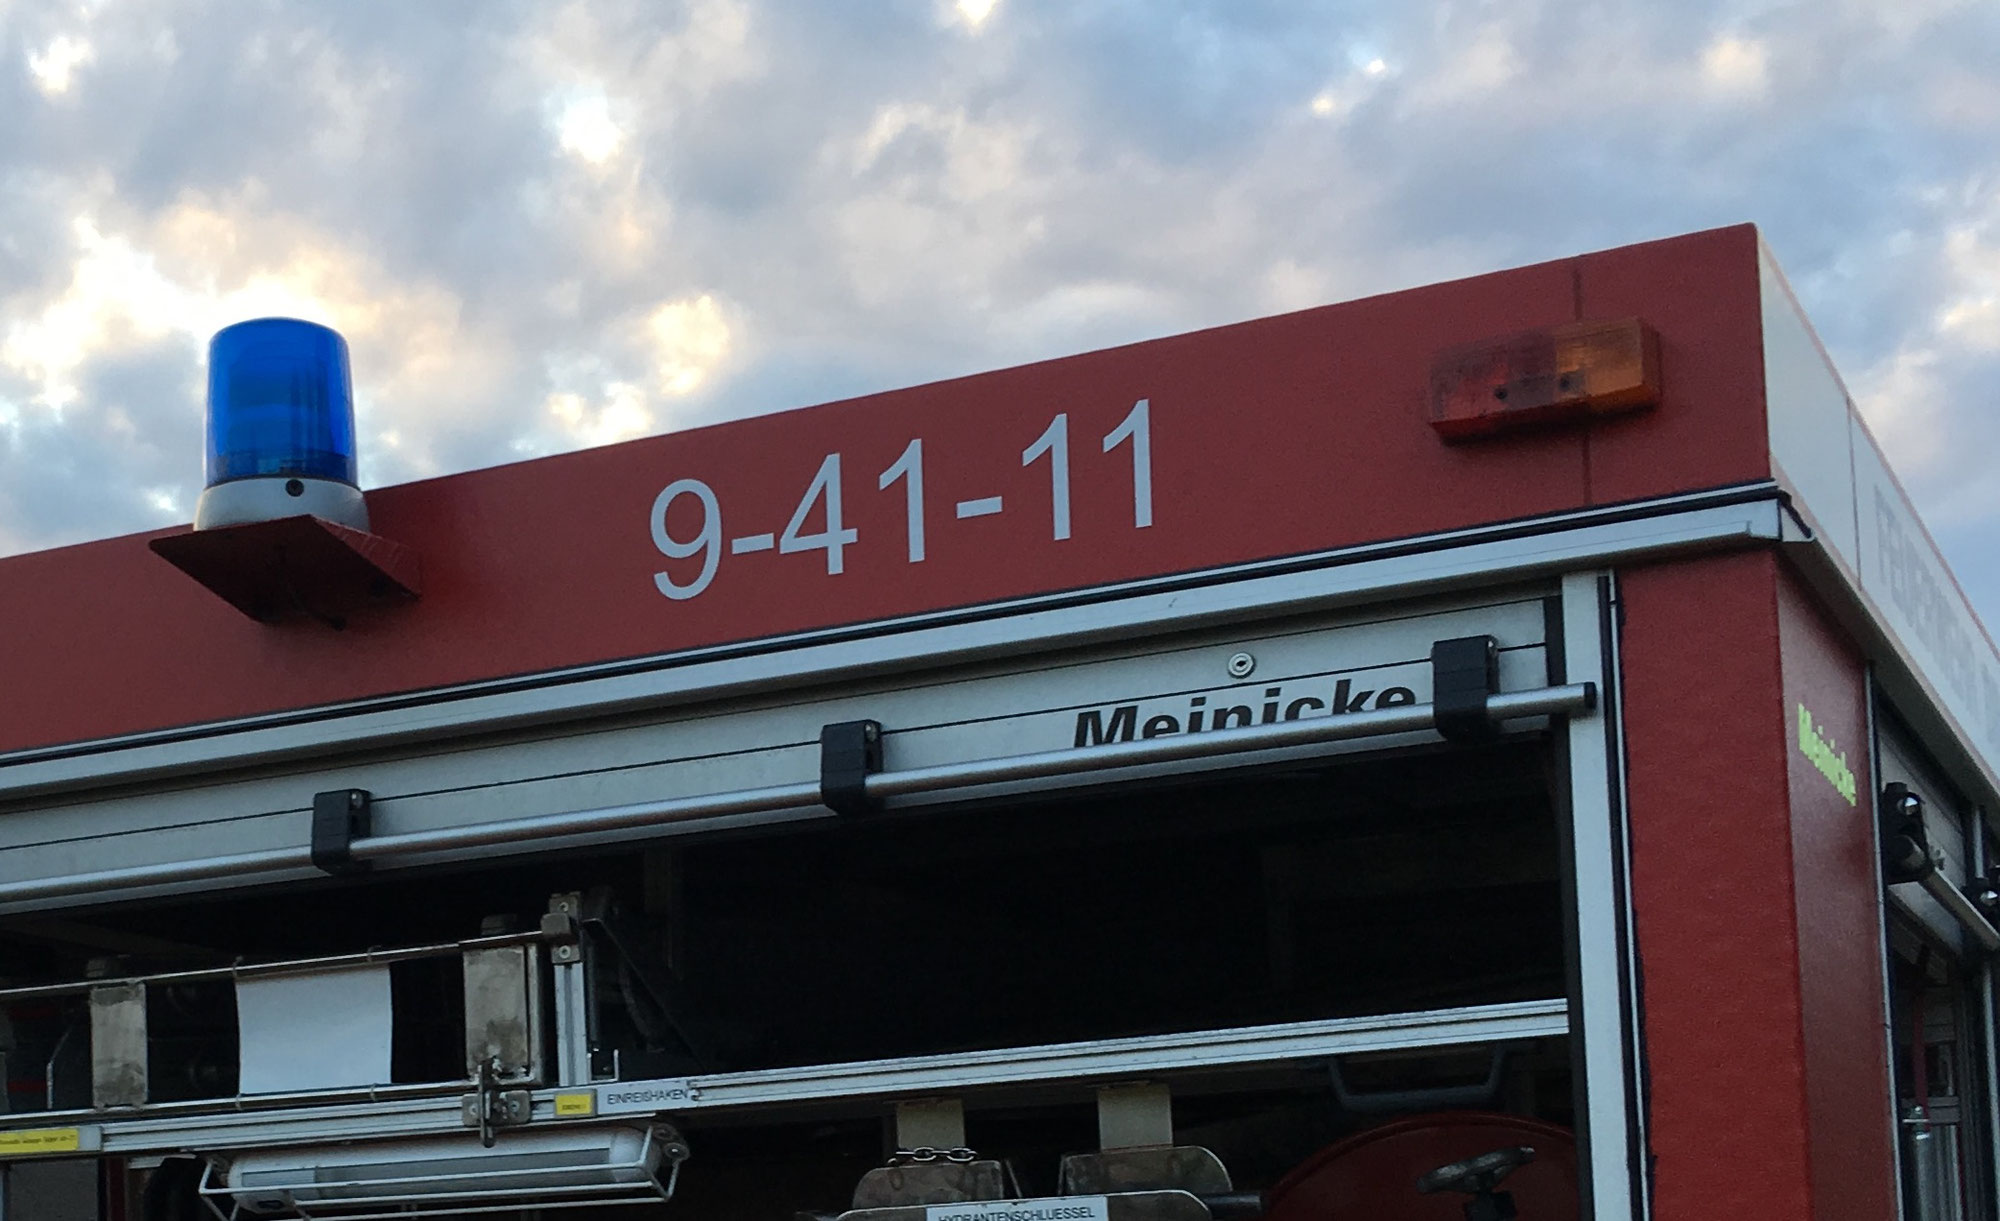 9-41-11
Meinicke
Meinicke
EINREIßHAKEN
HYDRANTENSCHLUESSEL